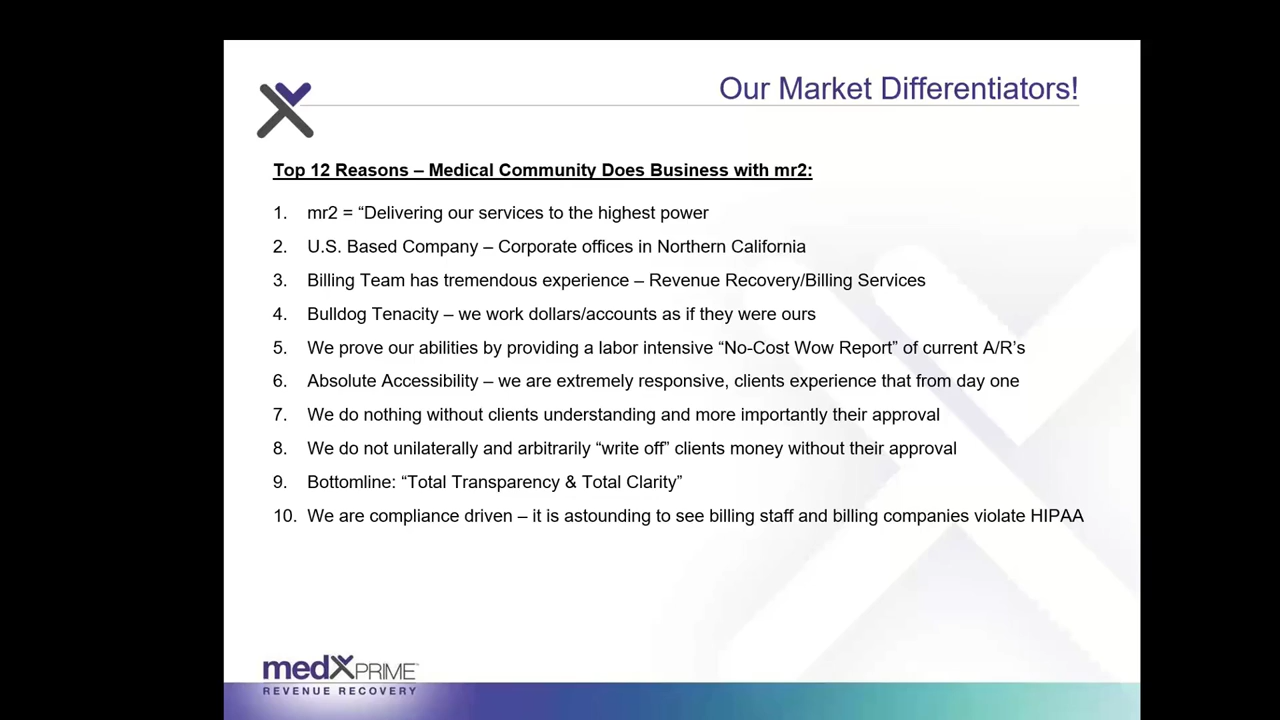 Our Market Differentiators!
Top 12 Reasons – Medical Community Does Business with mr2:
1. mr2 = “Delivering our services to the highest power
2. U.S. Based Company – Corporate offices in Northern California
3. Billing Team has tremendous experience – Revenue Recovery/Billing Services
4. Bulldog Tenacity – we work dollars/accounts as if they were ours
5. We prove our abilities by providing a labor intensive “No-Cost Wow Report” of current A/R’s
6. Absolute Accessibility – we are extremely responsive, clients experience that from day one
7. We do nothing without clients understanding and more importantly their approval
8. We do not unilaterally and arbitrarily “write off” clients money without their approval
9. Bottomline: “Total Transparency & Total Clarity”
10. We are compliance driven – it is astounding to see billing staff and billing companies violate HIPAA
medXPRIME
REVENUE RECOVERY